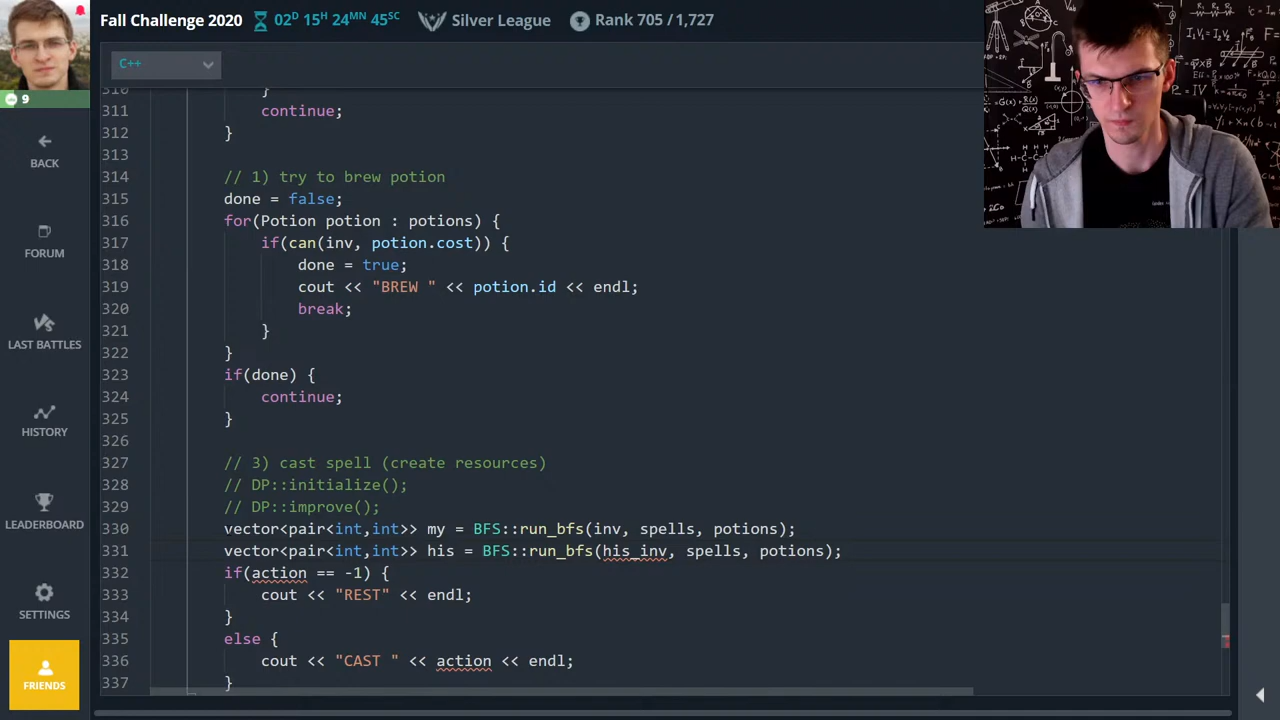 Fall Challenge 2020 02D 15H 24MN 45SC Silver League Rank 705 / 1,727
9
C++
BACK
FORUM
LAST BATTLES
HISTORY
LEADERBOARD
SETTINGS
FRIENDS
310 }
311 continue;
312 }
313
314 // 1) try to brew potion
315 done = false;
316 for(Potion potion : potions) {
317 if(can(inv, potion.cost)) {
318 done = true;
319 cout << "BREW " << potion.id << endl;
320 break;
321 }
322 }
323 if(done) {
324 continue;
325 }
326
327 // 3) cast spell (create resources)
328 // DP::initialize();
329 // DP::improve();
330 vector<pair<int,int>> my = BFS::run_bfs(inv, spells, potions);
331 vector<pair<int,int>> his = BFS::run_bfs(his_inv, spells, potions);
332 if(action == -1) {
333 cout << "REST" << endl;
334 }
335 else {
336 cout << "CAST " << action << endl;
337 }